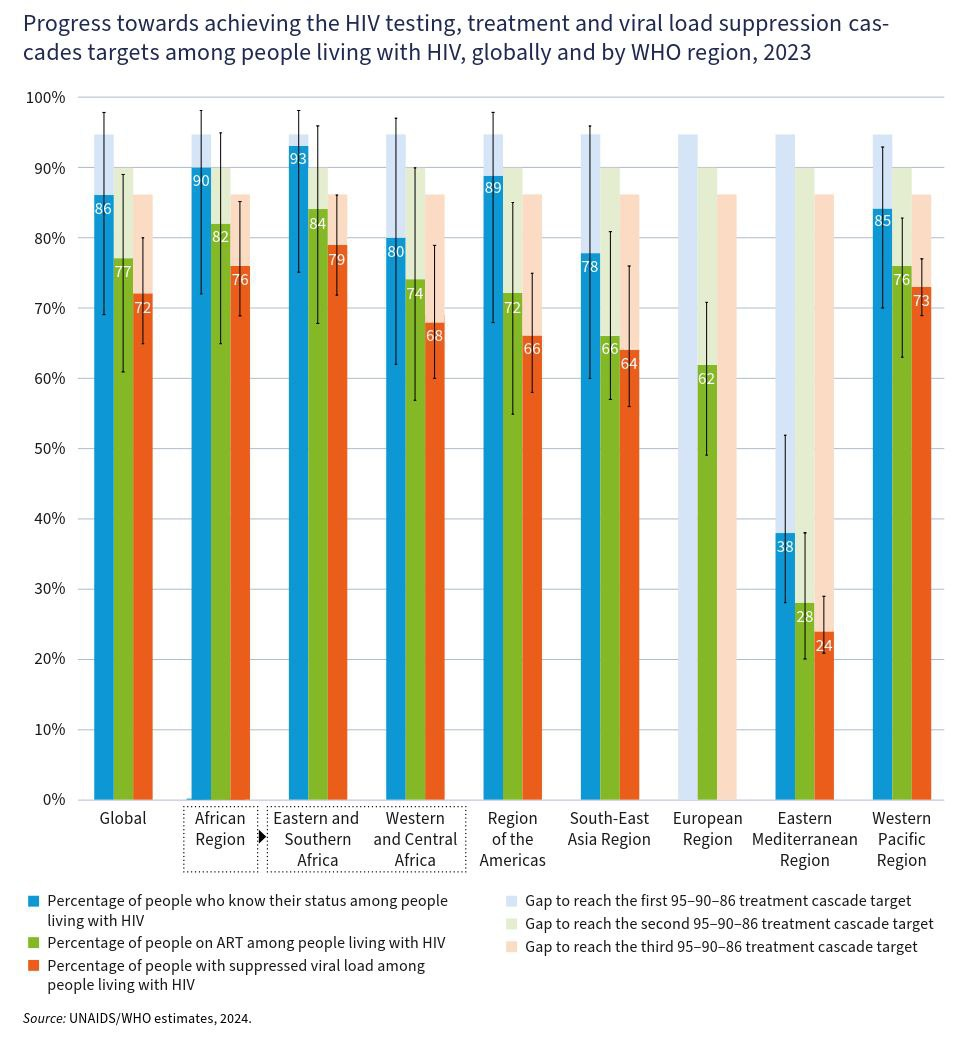 Progress towards achieving the HIV testing, treatment and viral load suppression cas-
cades targets among people living with HIV, globally and by WHO region, 2023
100%
90%
80%
70%
60%
50%
40%
30%
20%
10%
0%
86
77
72
90
82
76
93
84
79
80
74
68
89
72
66
78
66
64
62
38
28
24
85
76
73
Global
African
Region
Eastern and
Southern
Africa
Western
and Central
Africa
Region
of the
Americas
South-East
Asia Region
European
Region
Eastern
Mediterranean
Region
Western
Pacific
Region
Percentage of people who know their status among people
living with HIV
Percentage of people on ART among people living with HIV
Percentage of people with suppressed viral load among
people living with HIV
Gap to reach the first 95–90–86 treatment cascade target
Gap to reach the second 95–90–86 treatment cascade target
Gap to reach the third 95–90–86 treatment cascade target
Source: UNAIDS/WHO estimates, 2024.